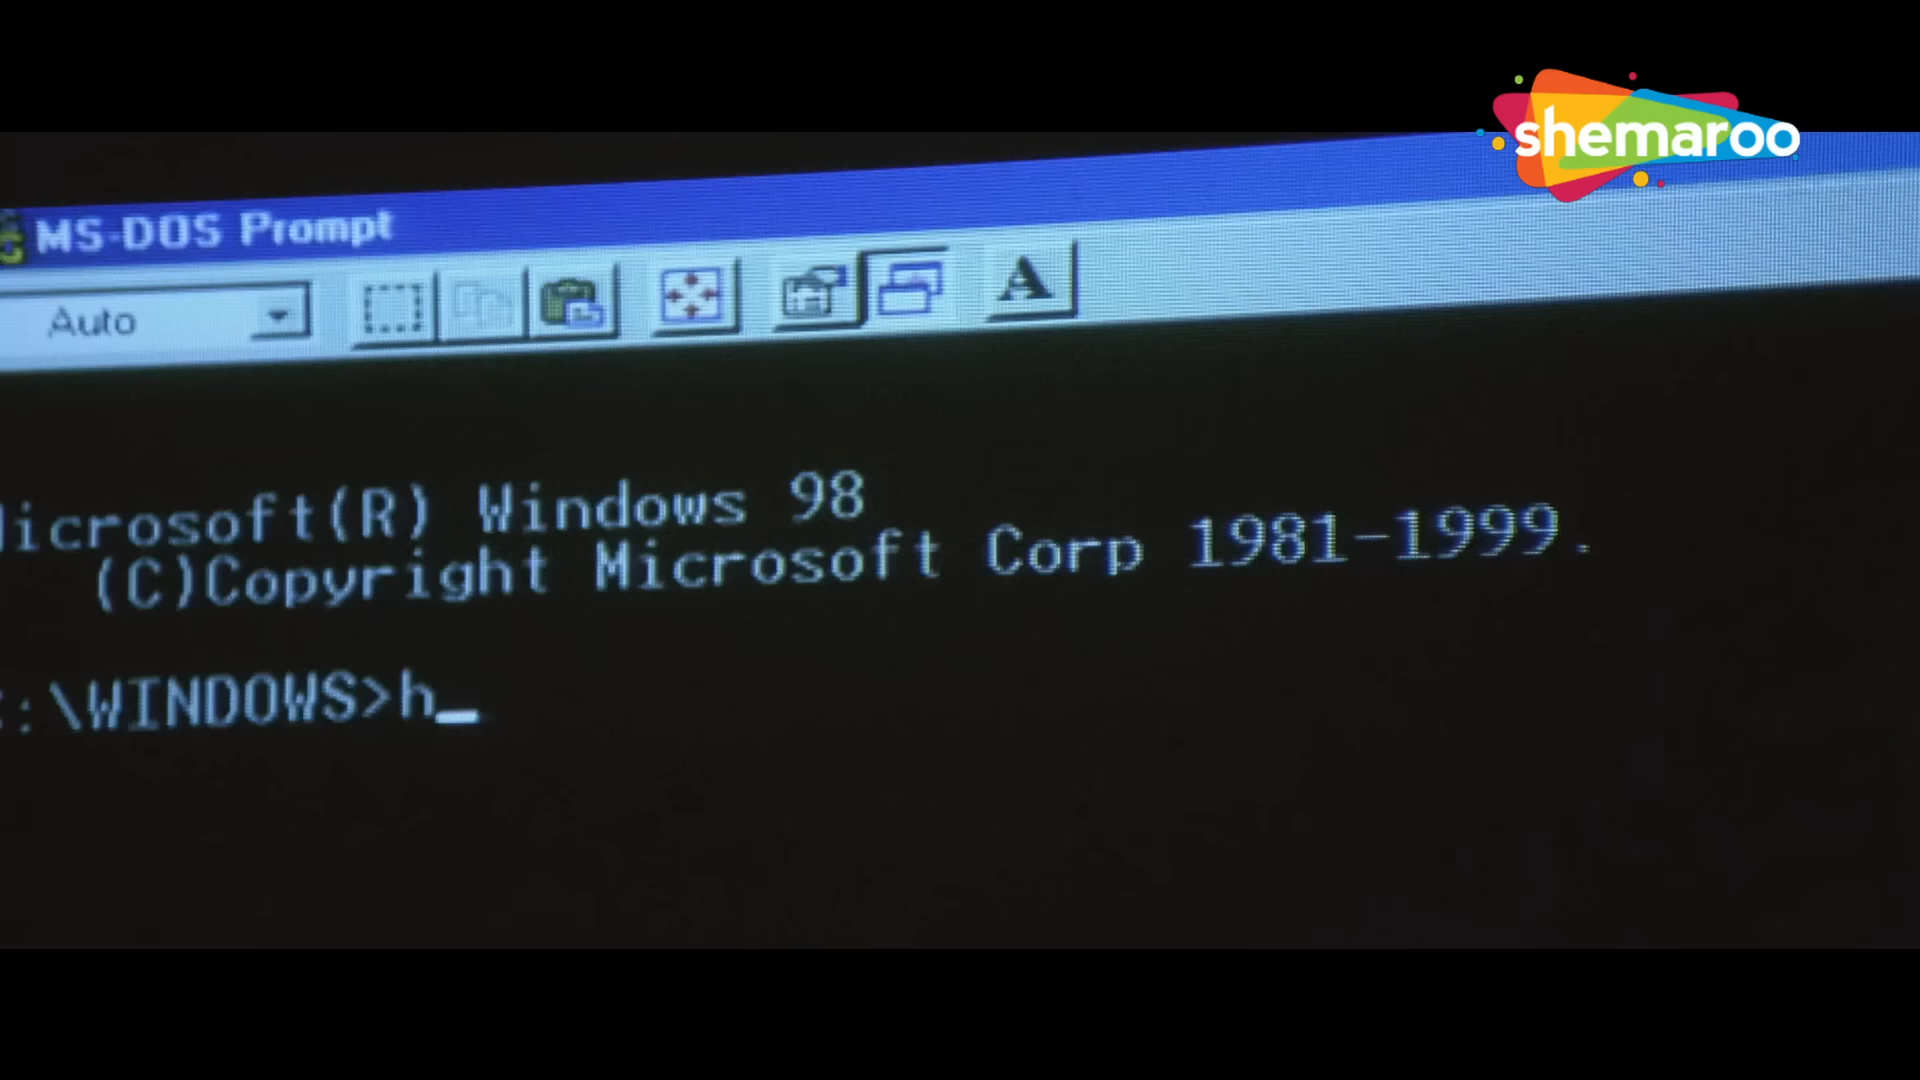 shemaroo
MS-DOS Prompt
Auto
A
icrosoft(R) Windows 98
(C)Copyright Microsoft Corp 1981-1999.
:\WINDOWS>h_